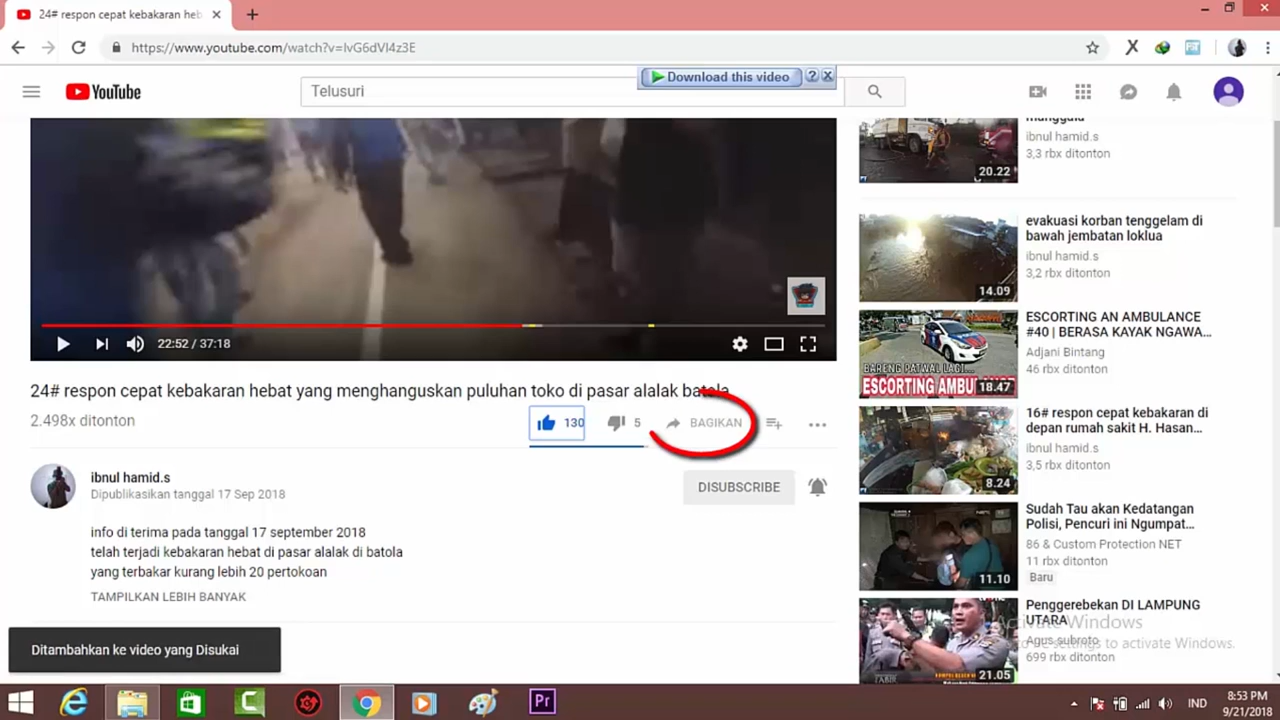 24# respon cepat kebakaran heb
https://www.youtube.com/watch?v=lvG6dVl4z3E
Download this video
YouTube
Telusuri
22:52 / 37:18
24# respon cepat kebakaran hebat yang menghanguskan puluhan toko di pasar alalak batola
2.498x ditonton
130
5
BAGIKAN
ibnul hamid.s
Dipublikasikan tanggal 17 Sep 2018
DISUBSCRIBE
info di terima pada tanggal 17 september 2018
telah terjadi kebakaran hebat di pasar alalak di batola
yang terbakar kurang lebih 20 pertokoan
TAMPILKAN LEBIH BANYAK
Ditambahkan ke video yang Disukai
manggala
ibnul hamid.s
3,3 rbx ditonton
20.22
evakuasi korban tenggelam di
bawah jembatan loklua
ibnul hamid.s
3,2 rbx ditonton
14.09
ESCORTING AN AMBULANCE
#40 | BERASA KAYAK NGAWA...
Adjani Bintang
46 rbx ditonton
BARENG PATWAL LAGI...
ESCORTING AMBU
18.47
16# respon cepat kebakaran di
depan rumah sakit H. Hasan...
ibnul hamid.s
3,5 rbx ditonton
8.24
Sudah Tau akan Kedatangan
Polisi, Pencuri ini Ngumpat...
86 & Custom Protection NET
11 rbx ditonton
Baru
11.10
Penggerebekan DI LAMPUNG
UTARA
Agus subroto
699 rbx ditonton
21.05
Activate Windows
to settings to activate Windows.
Pr
IND
8:53 PM
9/21/2018